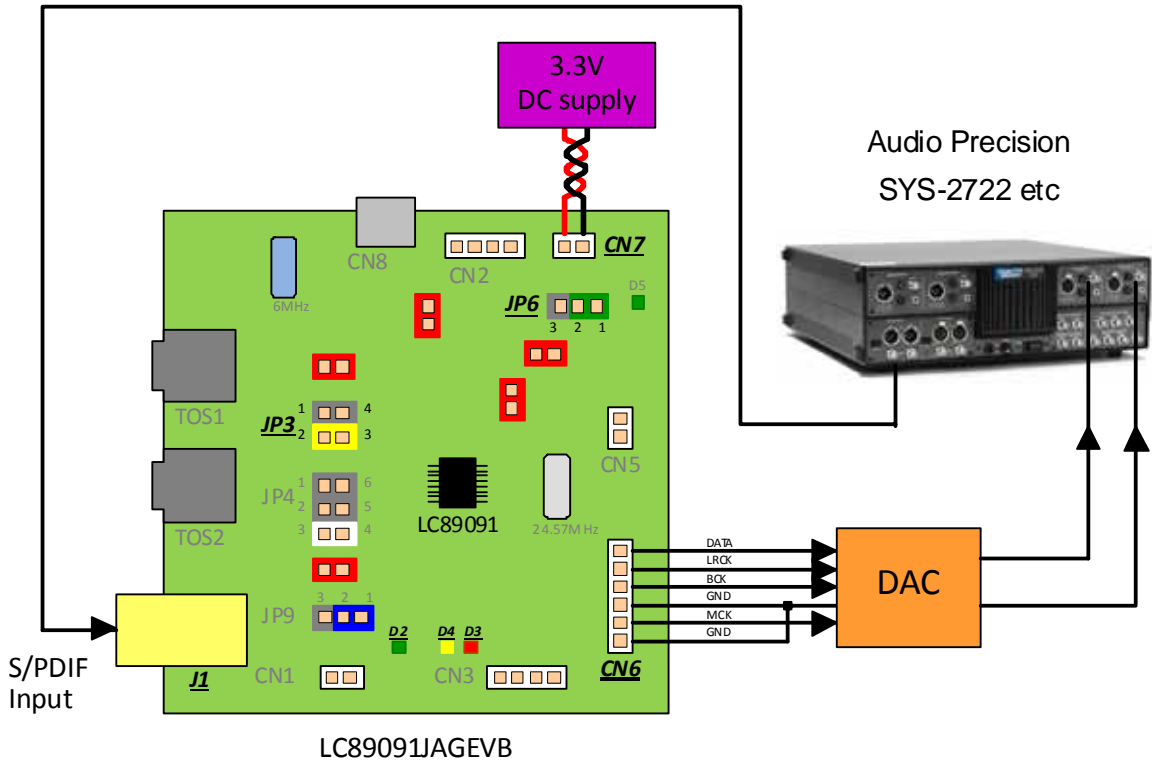 3.3V
DC supply
Audio Precision
SYS-2722 etc
CN8
CN2
CN7
6MHz
JP6
D5
3 2 1
TOS1
1 4
JP3
2 3
CN5
JP4
1 6
2 5
3 4
LC89091
24.57MHz
TOS2
DATA
LRCK
BCK
GND
MCK
GND
DAC
JP9
3 2 1
D2
D4
D3
S/PDIF
Input
J1
CN1
CN3
CN6
LC89091JAGEVB